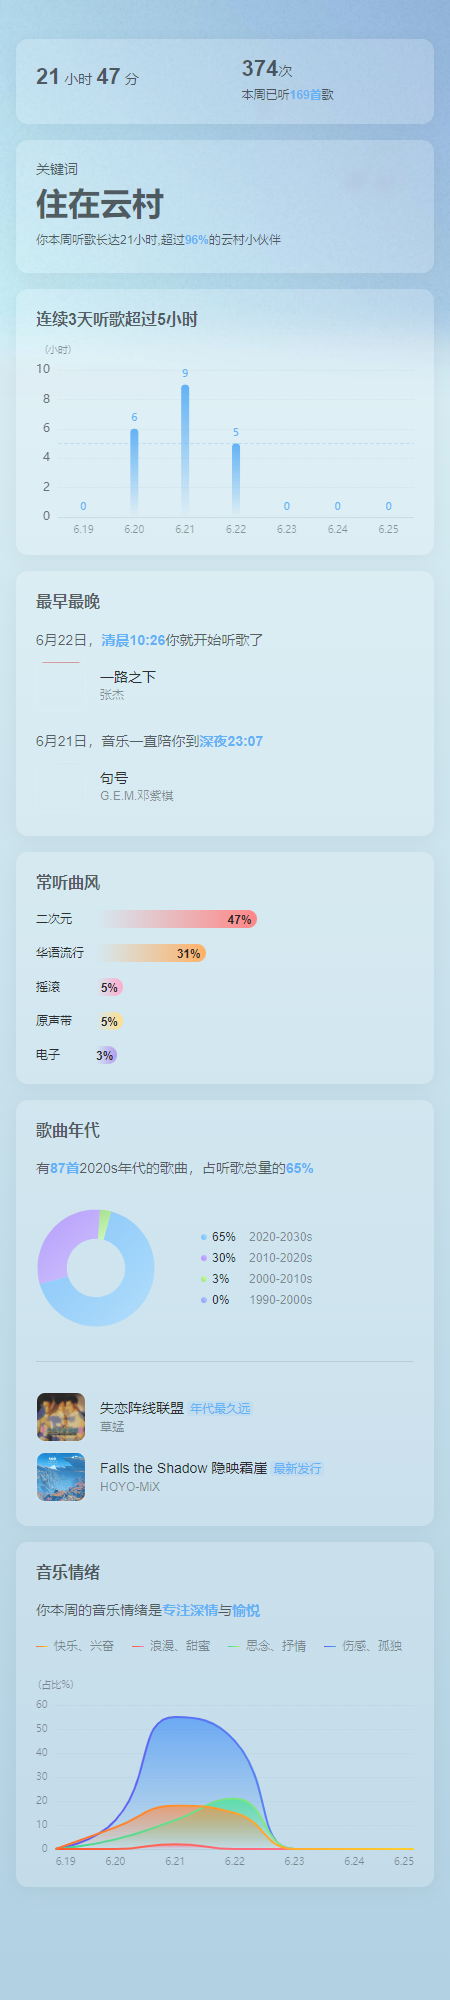 21 小时 47 分
374次
本周已听169首歌
关键词
住在云村
你本周听歌长达21小时,超过96%的云村小伙伴
连续3天听歌超过5小时
(小时)
10
8
6
4
2
0
0
6
9
5
0
0
0
6.19 6.20 6.21 6.22 6.23 6.24 6.25
最早最晚
6月22日，清晨10:26你就开始听歌了
一路之下
张杰
6月21日，音乐一直陪你到深夜23:07
句号
G.E.M.邓紫棋
常听曲风
二次元 47%
华语流行 31%
摇滚 5%
原声带 5%
电子 3%
歌曲年代
有87首2020s年代的歌曲，占听歌总量的65%
65% 2020-2030s
30% 2010-2020s
3% 2000-2010s
0% 1990-2000s
失恋阵线联盟 年代最久远
草蜢
Falls the Shadow 隐映霜崖 最新发行
HOYO-MiX
音乐情绪
你本周的音乐情绪是专注深情与愉悦
快乐、兴奋 浪漫、甜蜜 思念、抒情 伤感、孤独
(占比%)
60
50
40
30
20
10
0
6.19 6.20 6.21 6.22 6.23 6.24 6.25